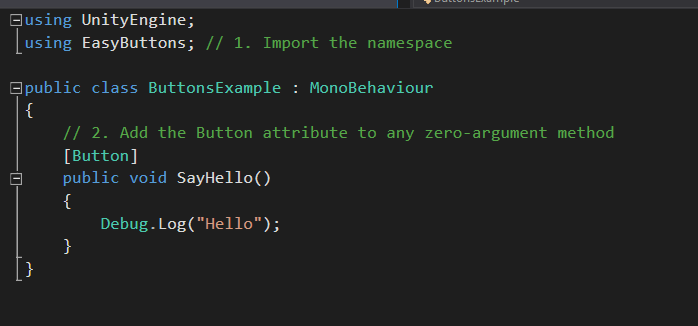 ButtonsExample
using UnityEngine;
using EasyButtons; // 1. Import the namespace
public class ButtonsExample : MonoBehaviour
{
// 2. Add the Button attribute to any zero-argument method
[Button]
public void SayHello()
{
Debug.Log("Hello");
}
}